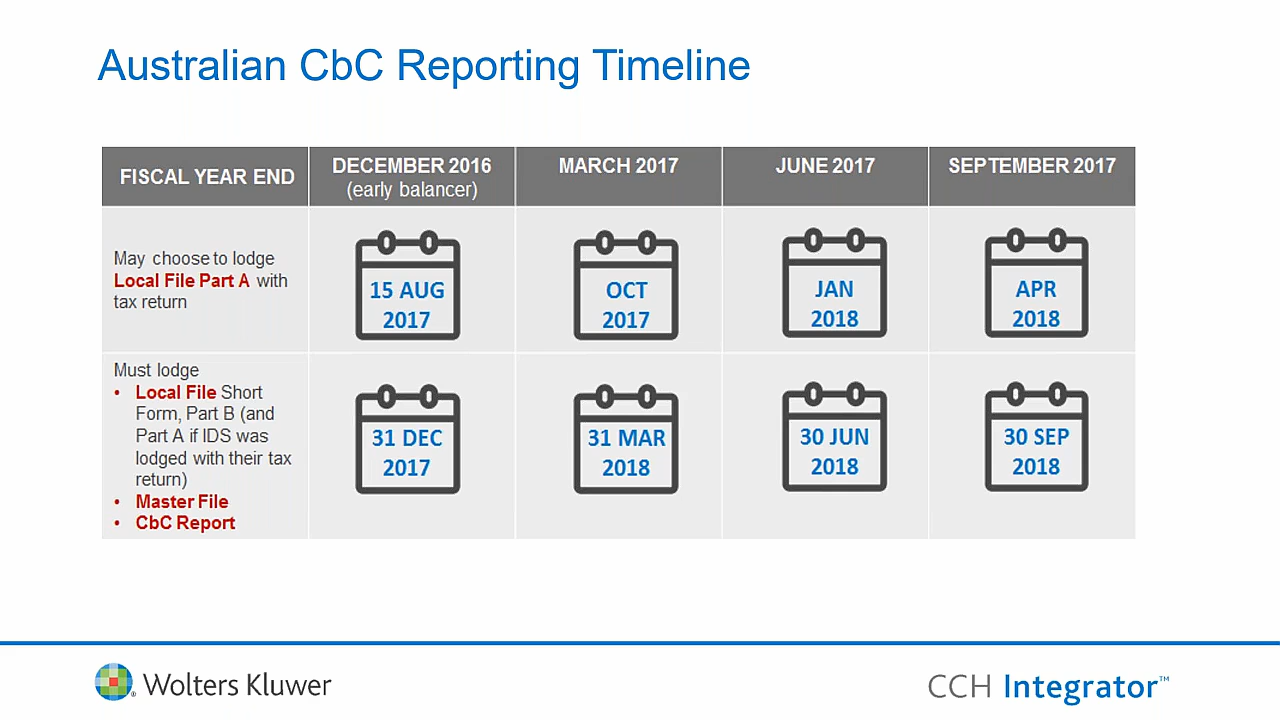 Australian CbC Reporting Timeline
FISCAL YEAR END
DECEMBER 2016
(early balancer)
MARCH 2017
JUNE 2017
SEPTEMBER 2017
May choose to lodge
Local File Part A with
tax return
15 AUG
2017
OCT
2017
JAN
2018
APR
2018
Must lodge
• Local File Short
Form, Part B (and
Part A if IDS was
lodged with their tax
return)
• Master File
• CbC Report
31 DEC
2017
31 MAR
2018
30 JUN
2018
30 SEP
2018
Wolters Kluwer
CCH Integrator™